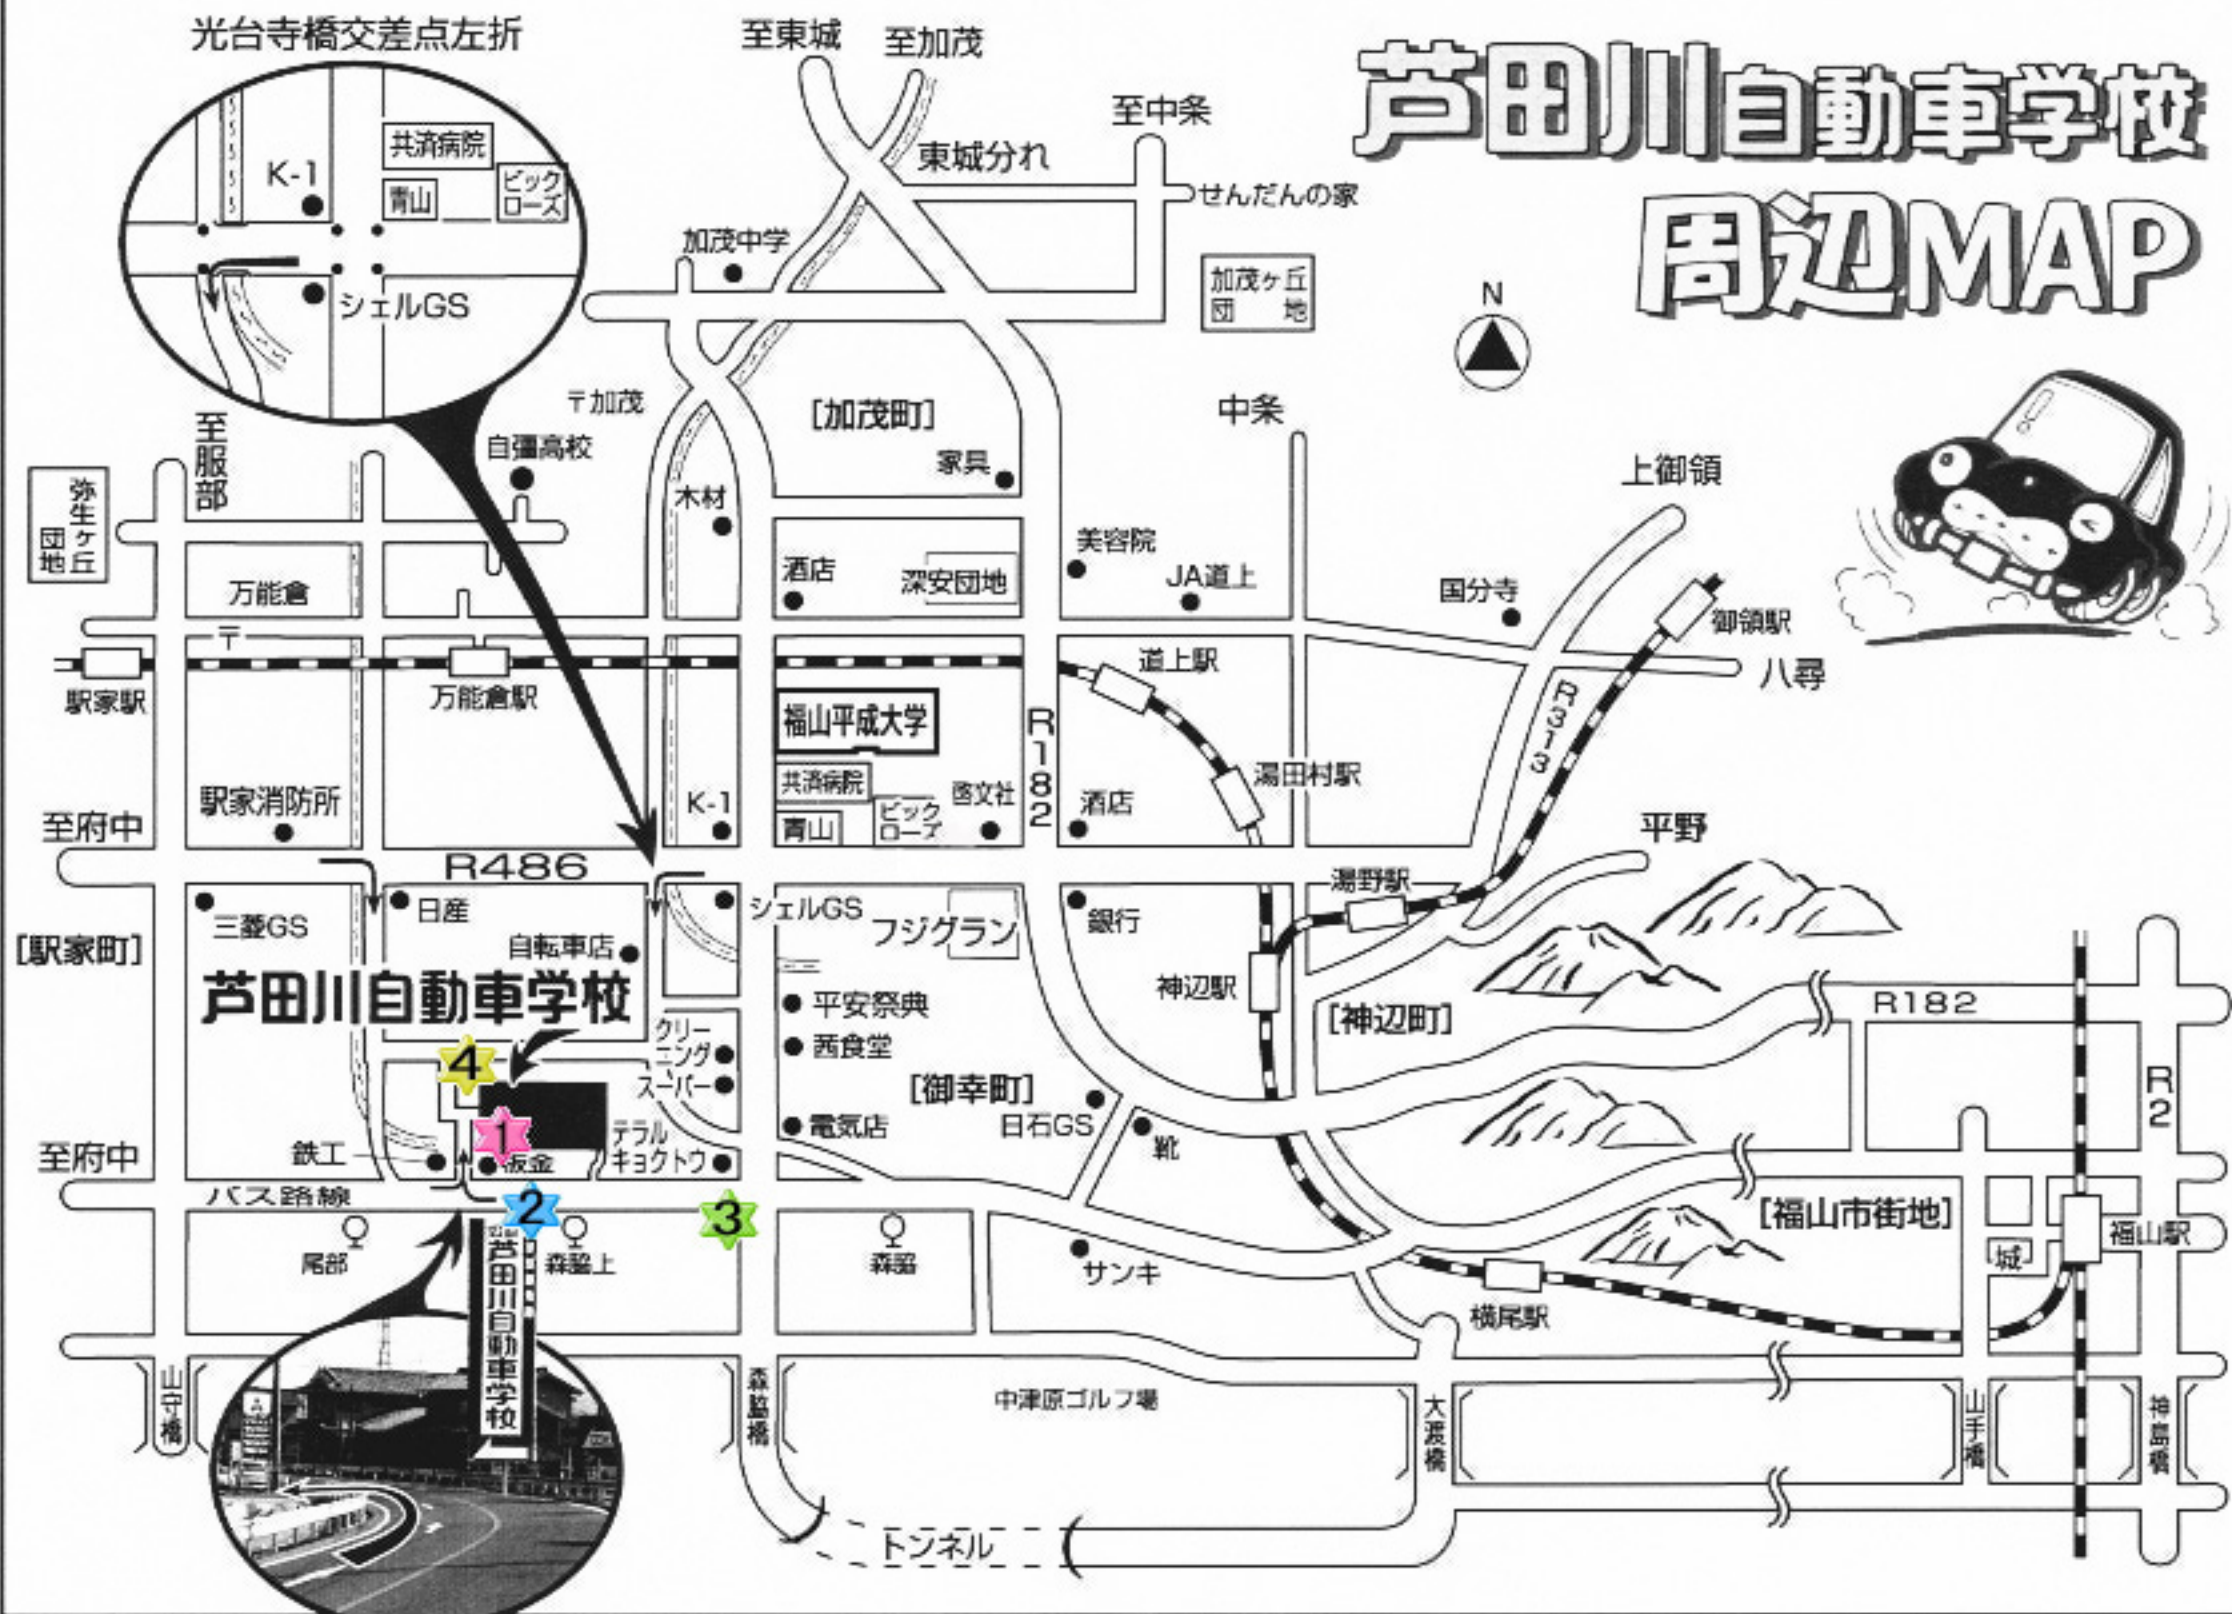 光台寺橋交差点左折
共済病院
K-1
青山
ビック
ローズ
シェルGS
至東城
至加茂
至中条
東城分れ
せんだんの家
加茂中学
加茂ヶ丘
団地
芦田川自動車学校
周辺MAP
N
〒加茂
[加茂町]
中条
上御領
至服部
自彊高校
家具
木材
弥生ヶ丘
団地
万能倉
酒店
深安団地
美容院
JA道上
国分寺
御領駅
〒
駅家駅
万能倉駅
道上駅
八尋
福山平成大学
R182
R313
共済病院
湯田村駅
駅家消防所
K-1
青山
ビック
ローズ
啓文社
酒店
至府中
平野
R486
湯野駅
三菱GS
日産
シェルGS
フジグラン
銀行
[駅家町]
自転車店
芦田川自動車学校
平安祭典
神辺駅
[神辺町]
R182
クリー
ニング
茜食堂
4
スーパー
[御幸町]
R2
1
テラル
キョクトウ
電気店
日石GS
靴
至府中
鉄工
板金
バス路線
2
3
[福山市街地]
尾部
森脇上
森脇
サンキ
城
福山駅
横尾駅
芦田川自動車学校
山守橋
森脇橋
中津原ゴルフ場
大渡橋
山手橋
神島橋
トンネル